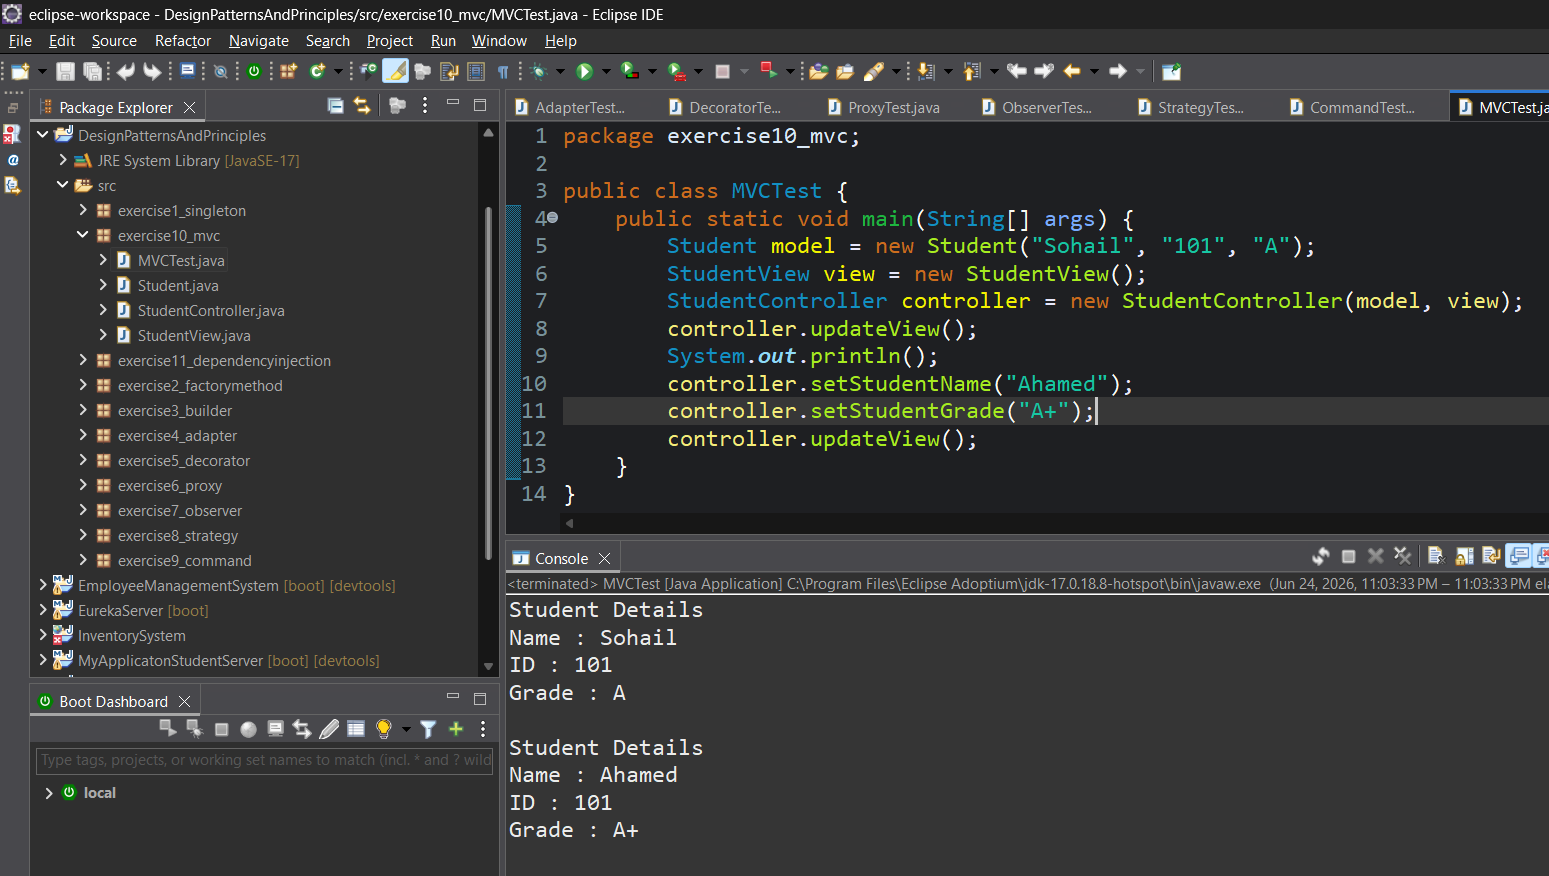 eclipse-workspace - DesignPatternsAndPrinciples/src/exercise10_mvc/MVCTest.java - Eclipse IDE
File Edit Source Refactor Navigate Search Project Run Window Help
Package Explorer
DesignPatternsAndPrinciples
JRE System Library [JavaSE-17]
src
exercise1_singleton
exercise10_mvc
MVCTest.java
Student.java
StudentController.java
StudentView.java
exercise11_dependencyinjection
exercise2_factorymethod
exercise3_builder
exercise4_adapter
exercise5_decorator
exercise6_proxy
exercise7_observer
exercise8_strategy
exercise9_command
EmployeeManagementSystem [boot] [devtools]
EurekaServer [boot]
InventorySystem
MyApplicatonStudentServer [boot] [devtools]
Boot Dashboard
Type tags, projects, or working set names to match (incl. * and ? wild
local
AdapterTest... DecoratorTe... ProxyTest.java ObserverTes... StrategyTes... CommandTest... MVCTest.ja
1 package exercise10_mvc;
2
3 public class MVCTest {
4 public static void main(String[] args) {
5 Student model = new Student("Sohail", "101", "A");
6 StudentView view = new StudentView();
7 StudentController controller = new StudentController(model, view);
8 controller.updateView();
9 System.out.println();
10 controller.setStudentName("Ahamed");
11 controller.setStudentGrade("A+");
12 controller.updateView();
13 }
14 }
Console
<terminated> MVCTest [Java Application] C:\Program Files\Eclipse Adoptium\jdk-17.0.18.8-hotspot\bin\javaw.exe (Jun 24, 2026, 11:03:33 PM – 11:03:33 PM ela
Student Details
Name : Sohail
ID : 101
Grade : A
Student Details
Name : Ahamed
ID : 101
Grade : A+